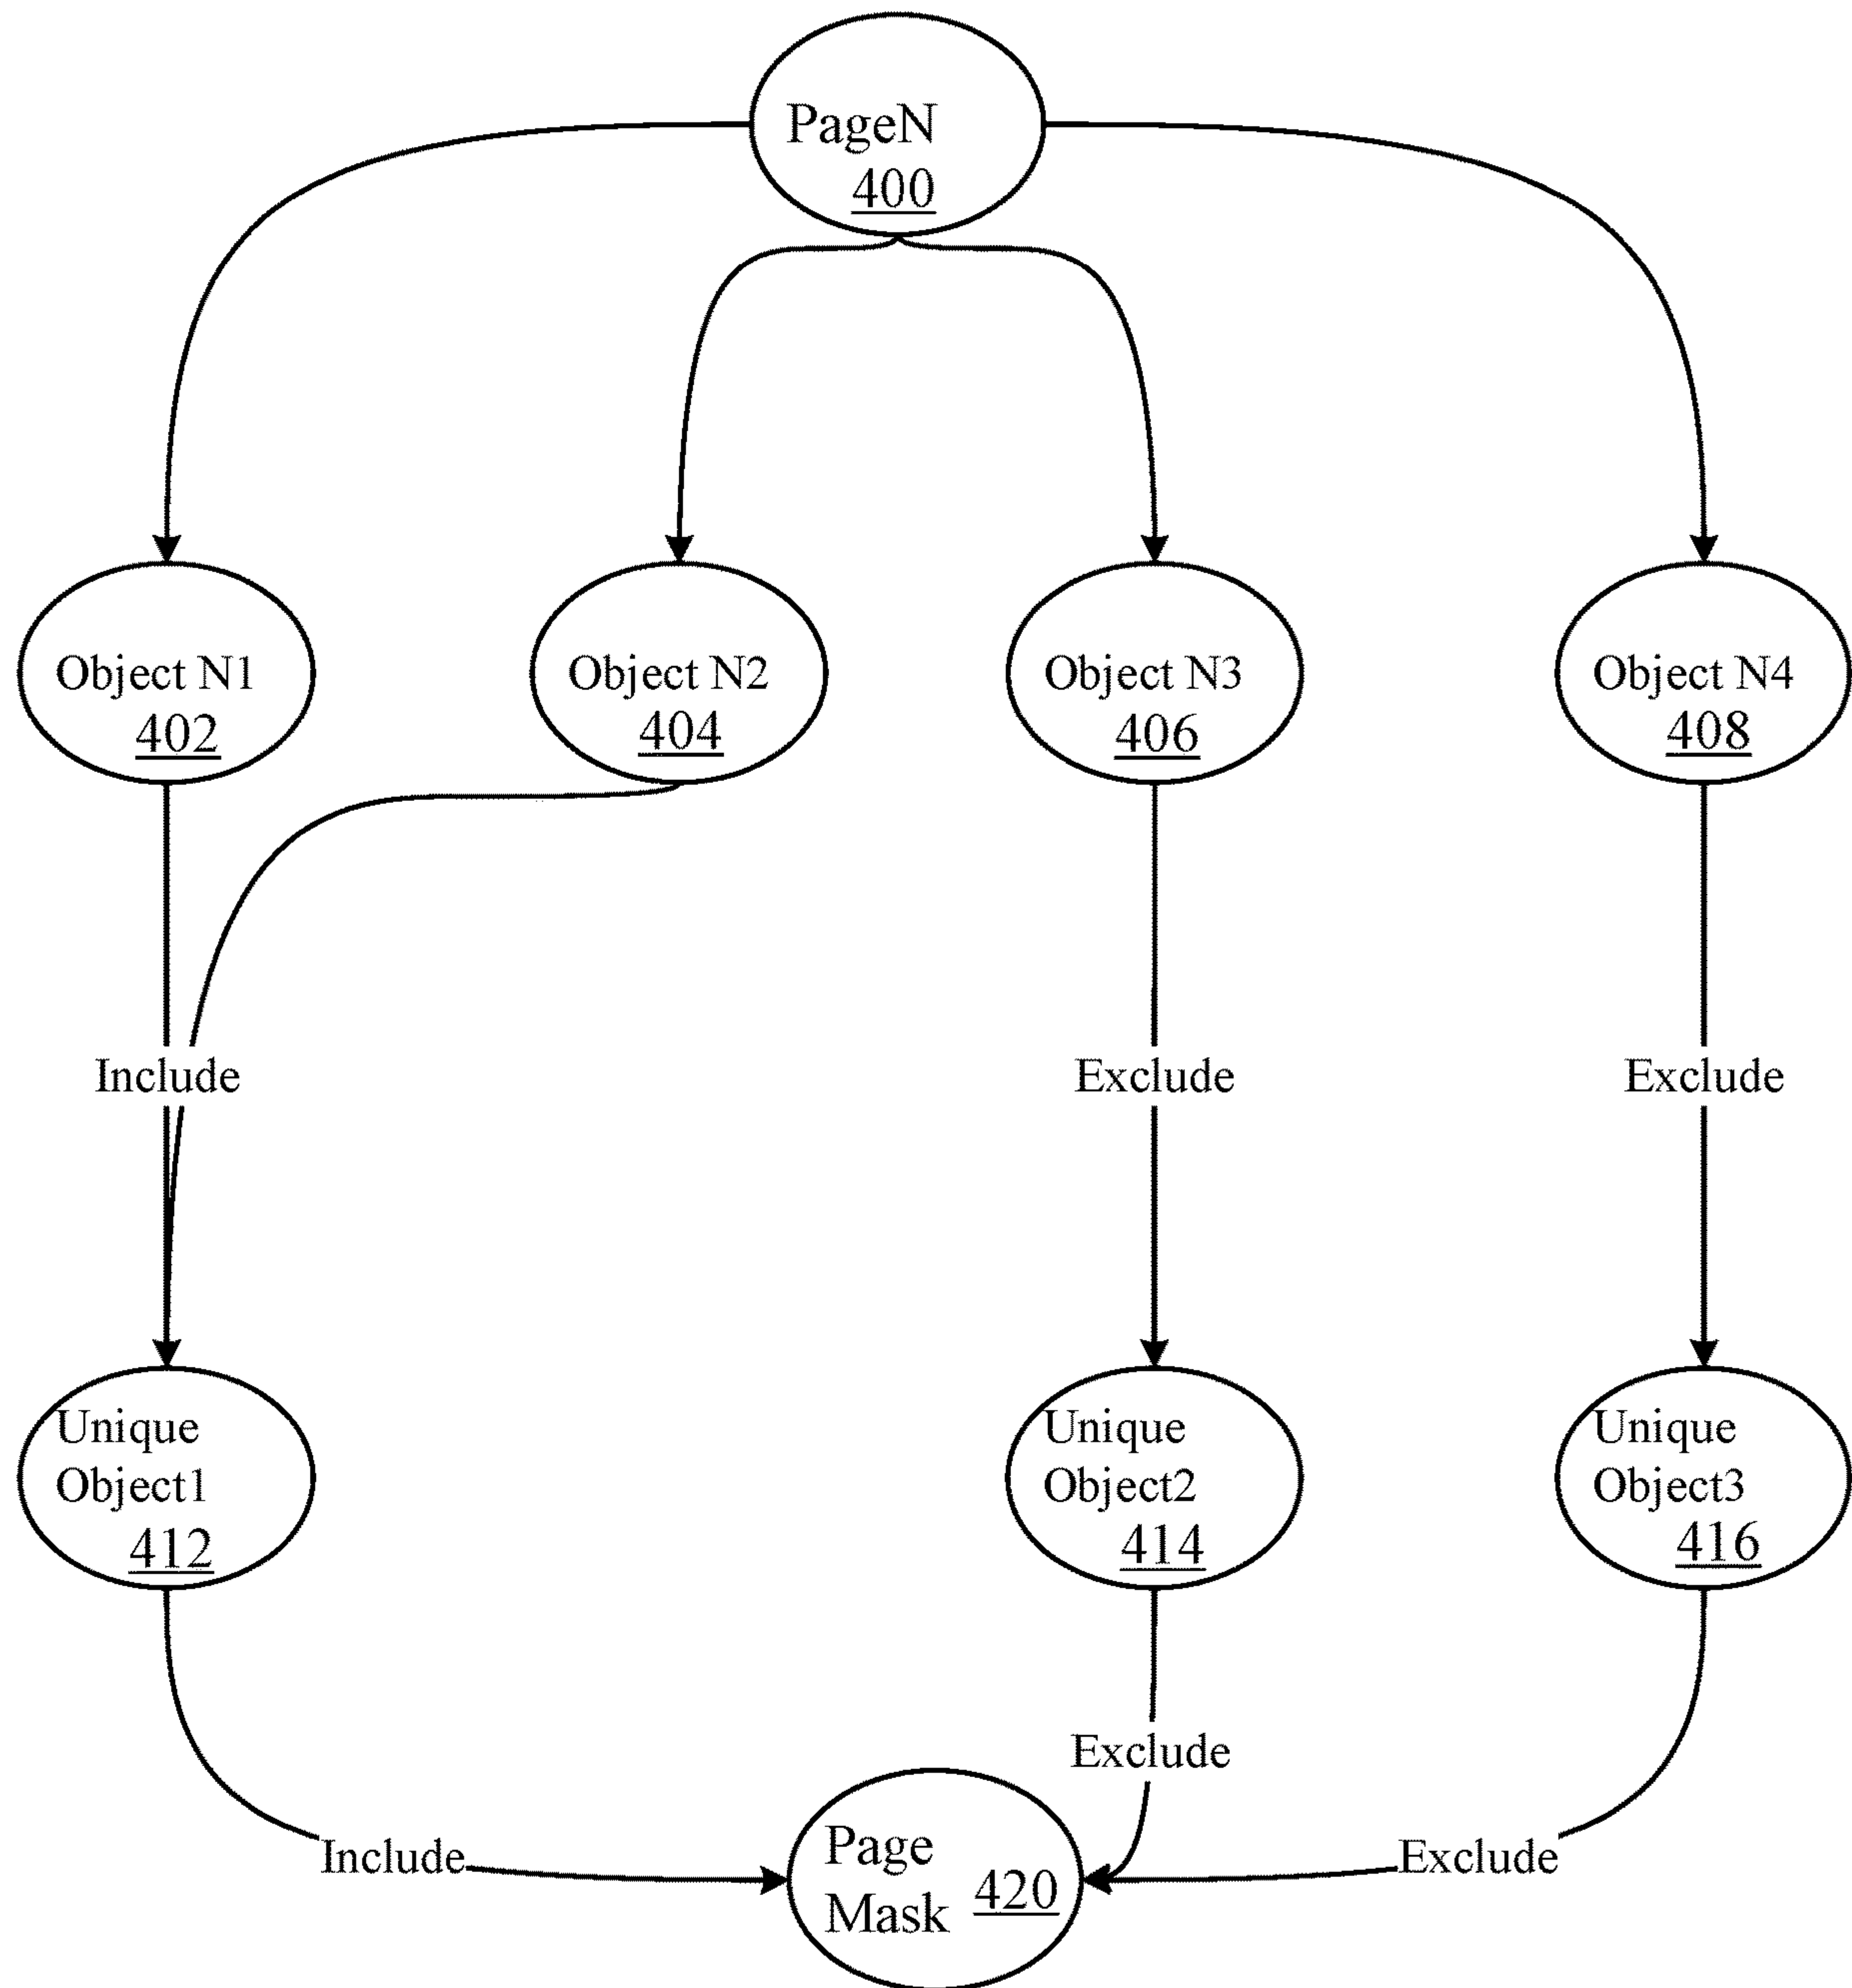 PageN
400
Object N1
402
Object N2
404
Object N3
406
Object N4
408
Include
Exclude
Exclude
Unique
Object1
412
Unique
Object2
414
Unique
Object3
416
Exclude
Include
Page
Mask 420
Exclude